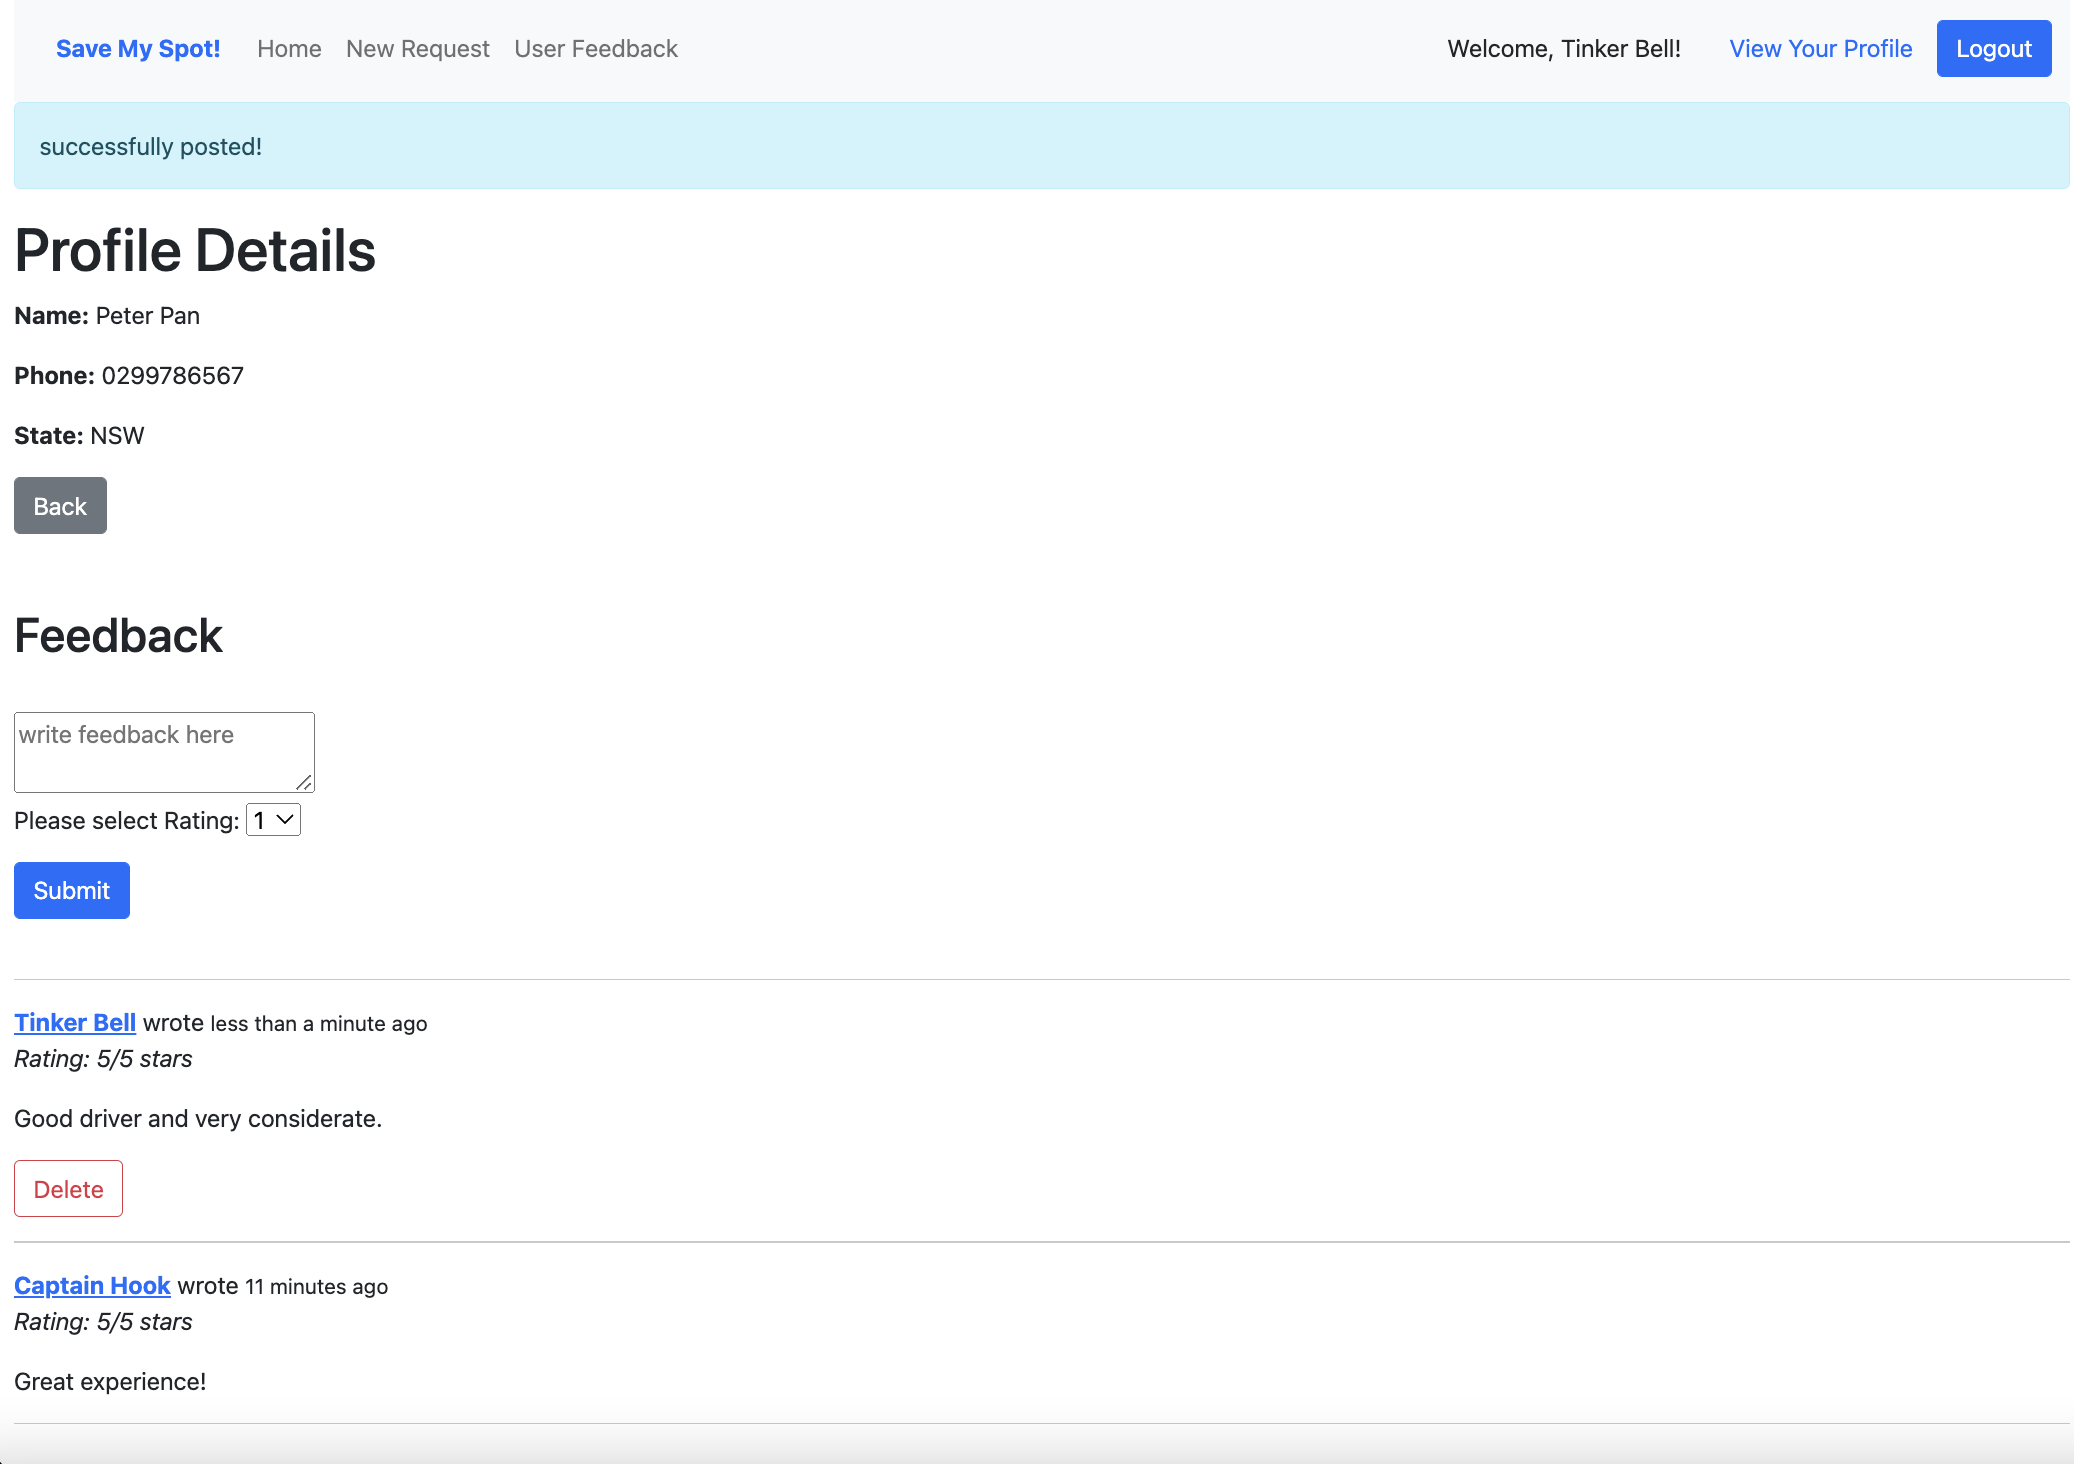 Save My Spot! Home New Request User Feedback Welcome, Tinker Bell! View Your Profile Logout
successfully posted!
Profile Details
Name: Peter Pan
Phone: 0299786567
State: NSW
Back
Feedback
write feedback here
Please select Rating: 1
Submit
Tinker Bell wrote less than a minute ago
Rating: 5/5 stars
Good driver and very considerate.
Delete
Captain Hook wrote 11 minutes ago
Rating: 5/5 stars
Great experience!